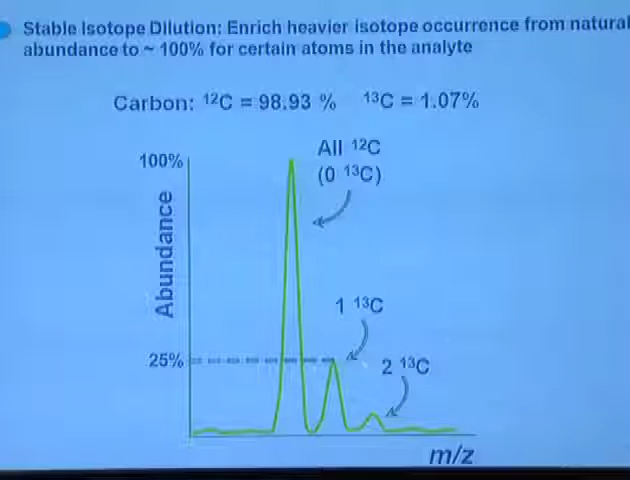 Stable Isotope Dilution: Enrich heavier isotope occurrence from natural
abundance to ~ 100% for certain atoms in the analyte
Carbon: ¹²C = 98.93 % ¹³C = 1.07%
All ¹²C
(0 ¹³C)
100%
Abundance
1 ¹³C
25%
2 ¹³C
m/z